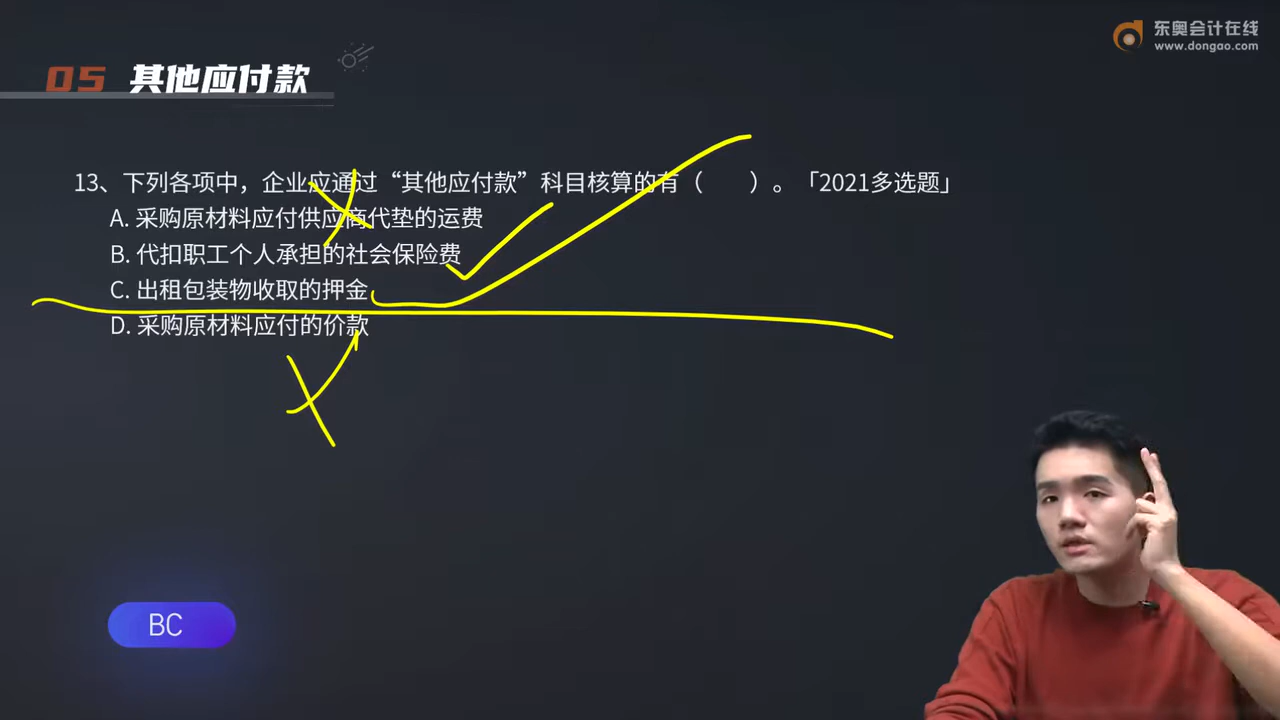 东奥会计在线
www.dongao.com
05 其他应付款
13、下列各项中，企业应通过“其他应付款”科目核算的有（　　）。「2021多选题」
A. 采购原材料应付供应商代垫的运费
B. 代扣职工个人承担的社会保险费
C. 出租包装物收取的押金
D. 采购原材料应付的价款
BC